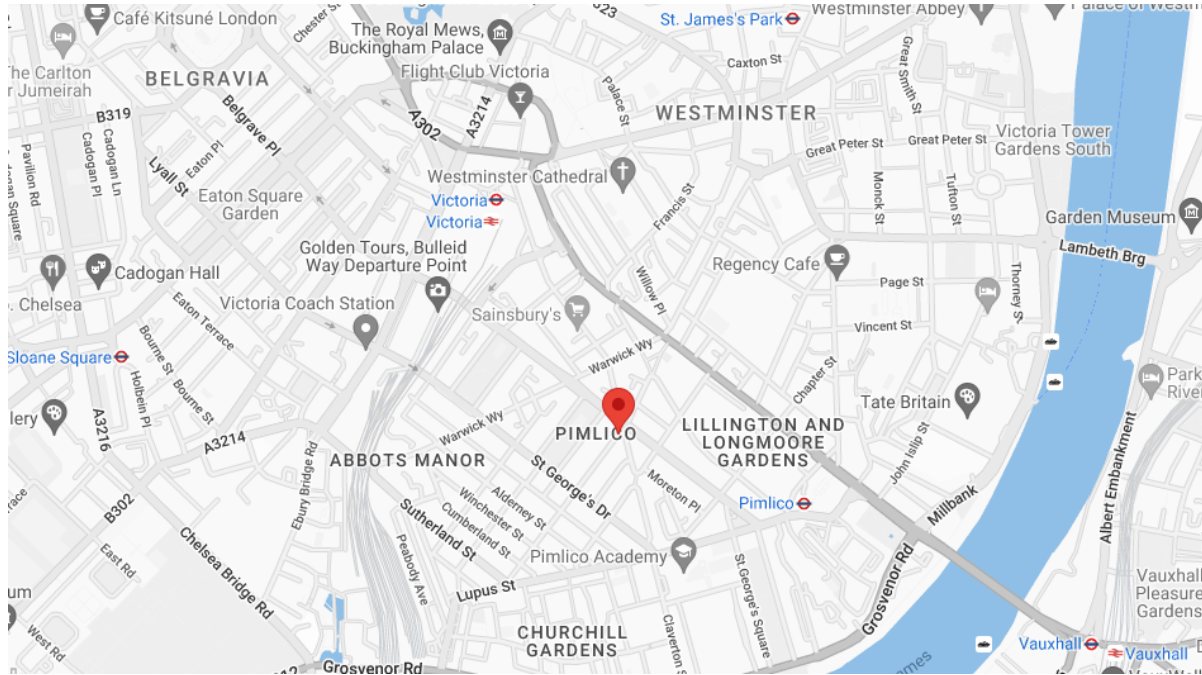 Café Kitsuné London
Chester St
The Royal Mews,
Buckingham Palace
St. James's Park
Westminster Abbey
The Carlton
r Jumeirah
BELGRAVIA
Flight Club Victoria
Caxton St
Great Smith St
B319
A302
A3214
Palace St
WESTMINSTER
Belgrave Pl
Pavilion Rd
Cadogan Pl
Cadogan Ln
Lyall St
Eaton Pl
Great Peter St
Great Peter St
Victoria Tower
Gardens South
Westminster Cathedral
Eaton Square
Garden
Victoria
Victoria
Francis St
Monck St
Tufton St
Garden Museum
Lambeth Brg
Cadogan Hall
Golden Tours, Bulleid
Way Departure Point
Regency Cafe
Page St
Thorney St
Chelsea
Victoria Coach Station
Sainsbury's
Willow Pl
Eaton Terrace
Vincent St
Sloane Square
Bourne St
Bourne St
Holbein Pl
Warwick Wy
Chapter St
Tate Britain
Park
River
A3216
A3214
Warwick Wy
PIMLICO
LILLINGTON AND
LONGMOORE
GARDENS
John Islip St
Albert Embankment
ABBOTS MANOR
St George's Dr
Moreton Pl
Pimlico
Millbank
B302
Ebury Bridge Rd
Alderney St
Winchester St
Cumberland St
Sutherland St
Chelsea Bridge Rd
East Rd
Peabody Ave
Pimlico Academy
Lupus St
St.George's Square
Grosvenor Rd
Vauxhall
Pleasure
Gardens
West Rd
CHURCHILL
GARDENS
Claverton S
Vauxhall
Vauxhall
Grosvenor Rd